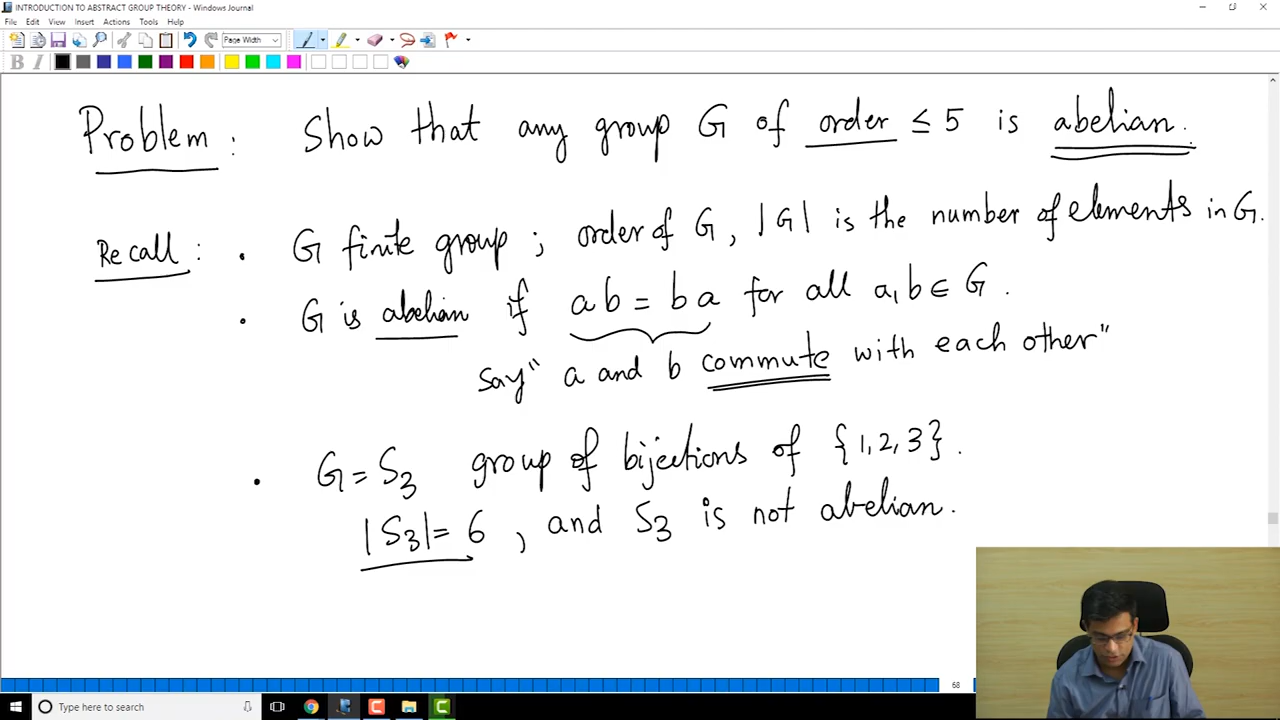 INTRODUCTION TO ABSTRACT GROUP THEORY - Windows Journal
File Edit View Insert Actions Tools Help
Page Width
B I
Problem : Show that any group G of order ≤ 5 is abelian.
Recall : • G finite group ; order of G, |G| is the number of elements in G.
• G is abelian if ab = ba for all a, b ∈ G.
Say "a and b commute with each other"
• G = S₃ group of bijections of {1,2,3}.
|S₃| = 6, and S₃ is not abelian.
68
Type here to search